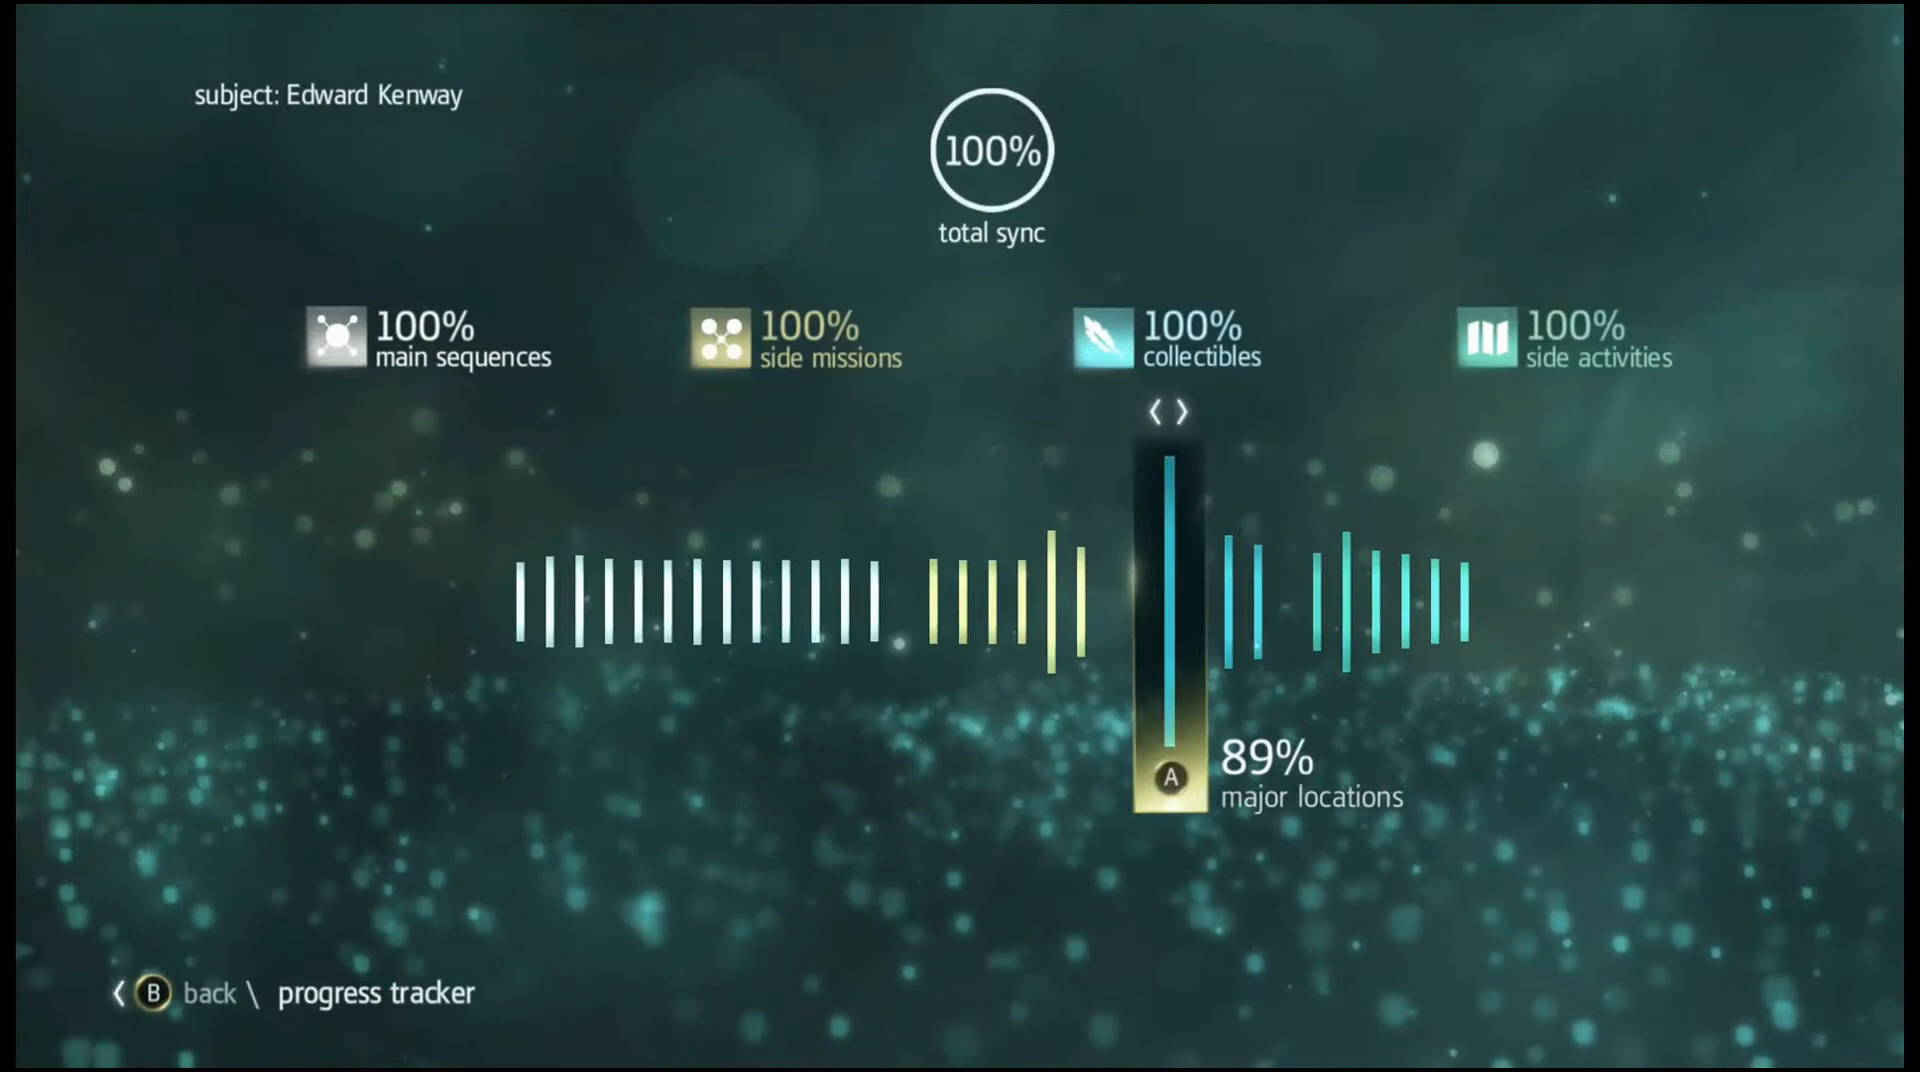 subject: Edward Kenway
100%
total sync
100%
main sequences
100%
side missions
100%
collectibles
100%
side activities
A
89%
major locations
B back \ progress tracker